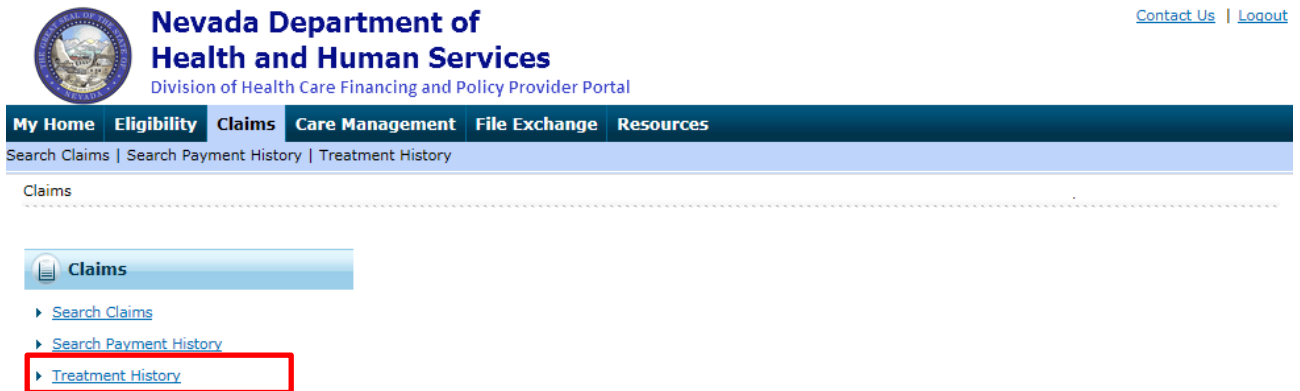 Nevada Department of
Health and Human Services
Division of Health Care Financing and Policy Provider Portal
Contact Us | Logout
My Home Eligibility Claims Care Management File Exchange Resources
Search Claims | Search Payment History | Treatment History
Claims
Claims
Search Claims
Search Payment History
Treatment History